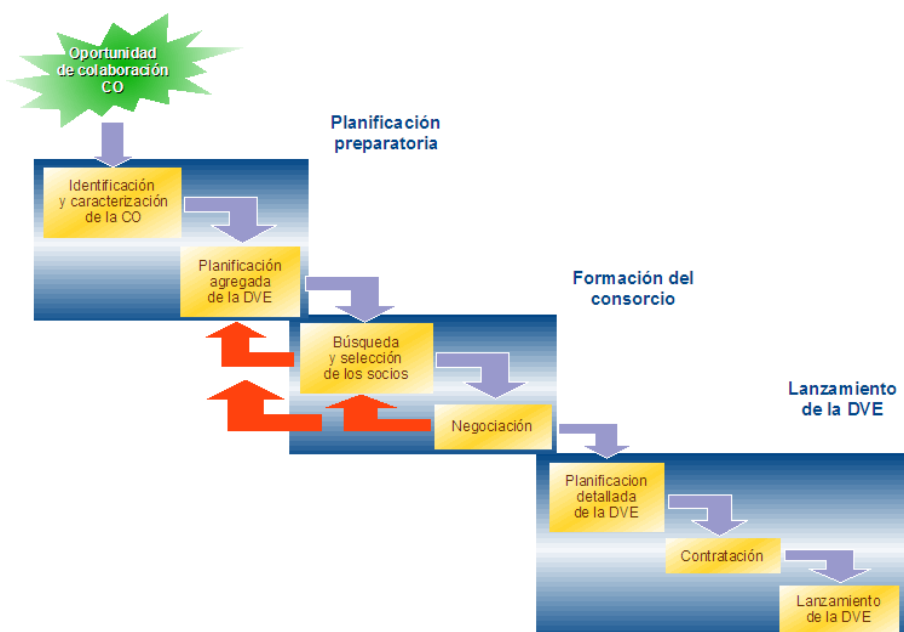 Oportunidad
de colaboración
CO
Planificación
preparatoria
Identificación
y caracterización
de la CO
Planificación
agregada
de la DVE
Formación del
consorcio
Búsqueda
y selección
de los socios
Negociación
Lanzamiento
de la DVE
Planificacion
detallada
de la DVE
Contratación
Lanzamiento
de la DVE